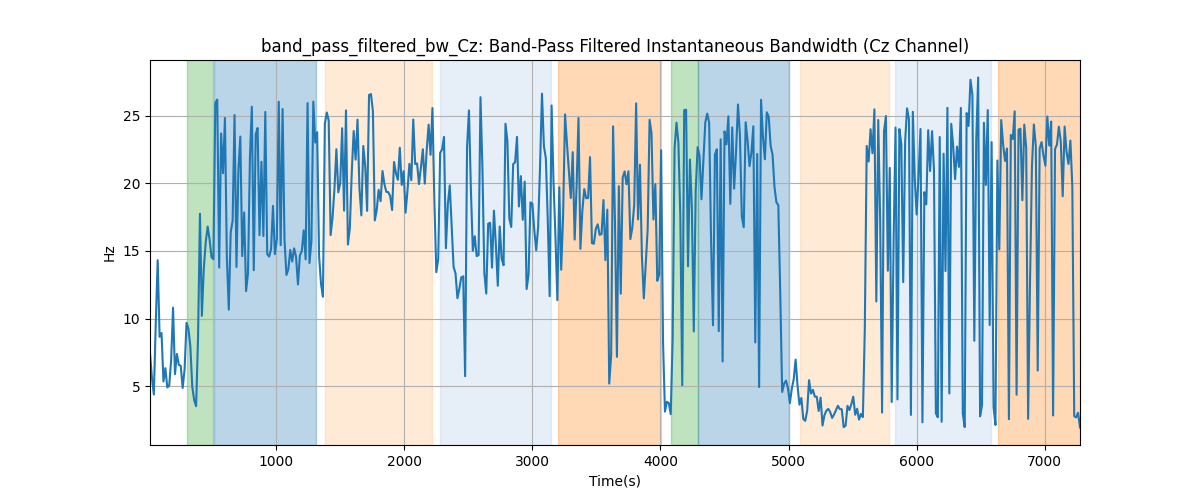 band_pass_filtered_bw_Cz: Band-Pass Filtered Instantaneous Bandwidth (Cz Channel)
25
20
15
10
5
Hz
1000 2000 3000 4000 5000 6000 7000
Time(s)